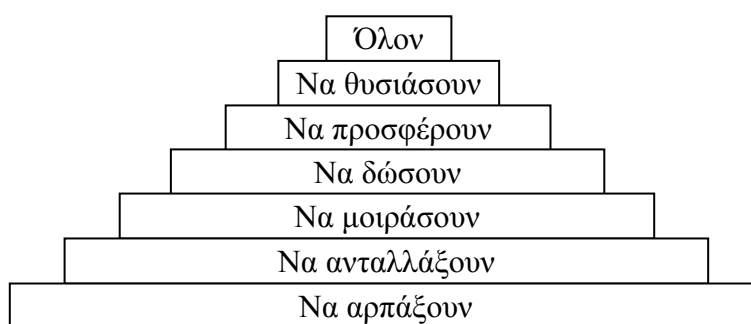 Όλον
Να θυσιάσουν
Να προσφέρουν
Να δώσουν
Να μοιράσουν
Να ανταλλάξουν
Να αρπάξουν